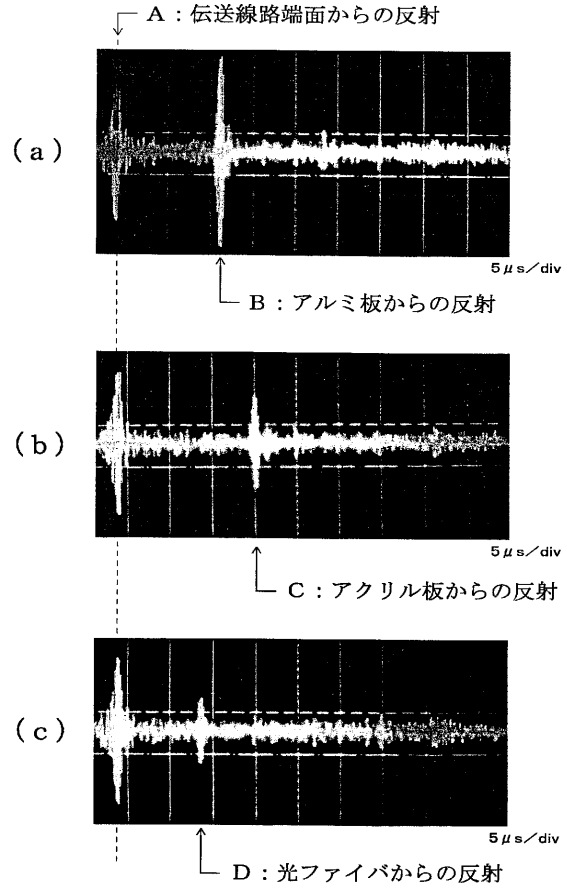 A：伝送線路端面からの反射
(a)
5μs/div
B：アルミ板からの反射
(b)
5μs/div
C：アクリル板からの反射
(c)
5μs/div
D：光ファイバからの反射